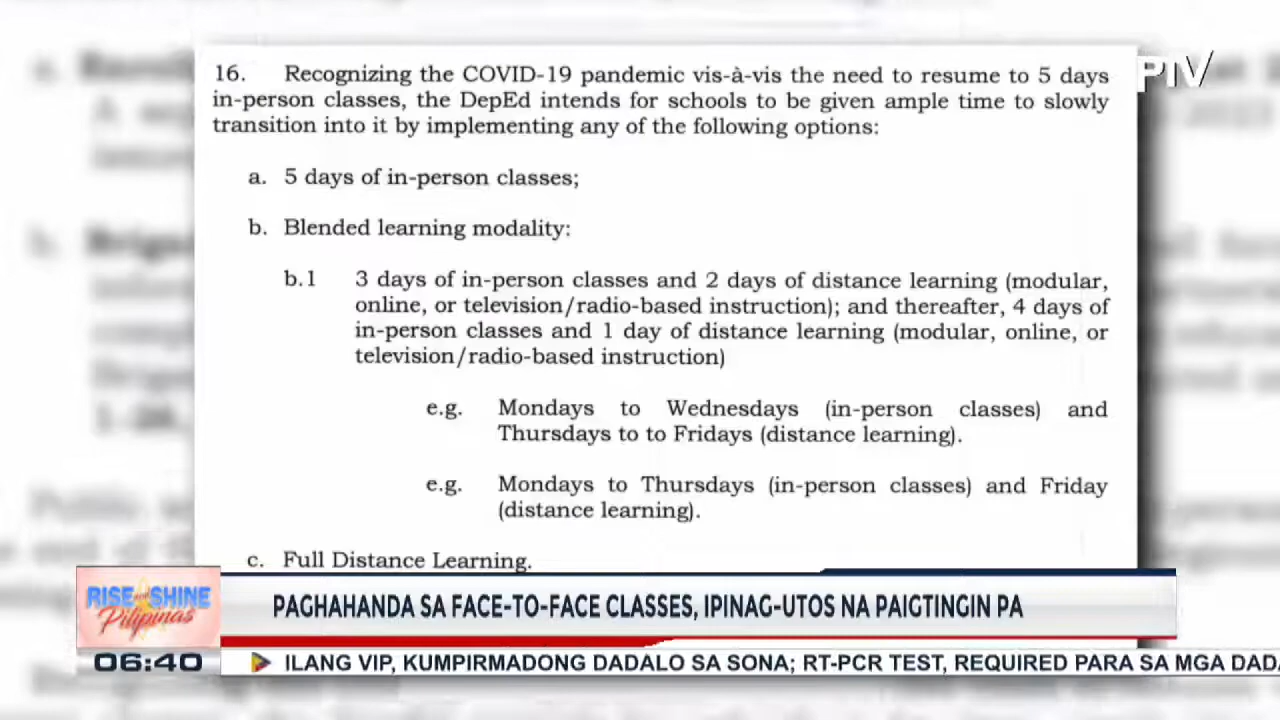 16. Recognizing the COVID-19 pandemic vis-à-vis the need to resume to 5 days
in-person classes, the DepEd intends for schools to be given ample time to slowly
transition into it by implementing any of the following options:
a. 5 days of in-person classes;
b. Blended learning modality:
b.1 3 days of in-person classes and 2 days of distance learning (modular,
online, or television/radio-based instruction); and thereafter, 4 days of
in-person classes and 1 day of distance learning (modular, online, or
television/radio-based instruction)
e.g. Mondays to Wednesdays (in-person classes) and
Thursdays to to Fridays (distance learning).
e.g. Mondays to Thursdays (in-person classes) and Friday
(distance learning).
c. Full Distance Learning.
PTV
RISE and SHINE
Pilipinas
PAGHAHANDA SA FACE-TO-FACE CLASSES, IPINAG-UTOS NA PAIGTINGIN PA
06:40
ILANG VIP, KUMPIRMADONG DADALO SA SONA; RT-PCR TEST, REQUIRED PARA SA MGA DADA